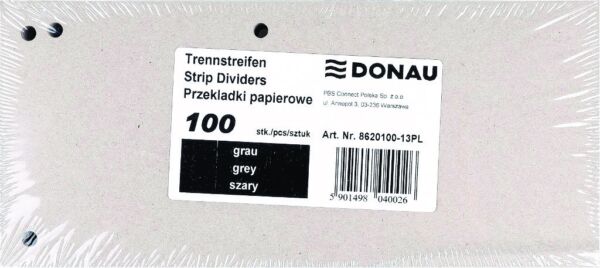 Trennstreifen
Strip Dividers
Przekladki papierowe
100 stk./pcs/sztuk
grau
grey
szary
DONAU
PBS Connect Polska Sp. z o.o.
ul. Annopol 3, 03-236 Warszawa
Art. Nr. 8620100-13PL
5 901498 040026